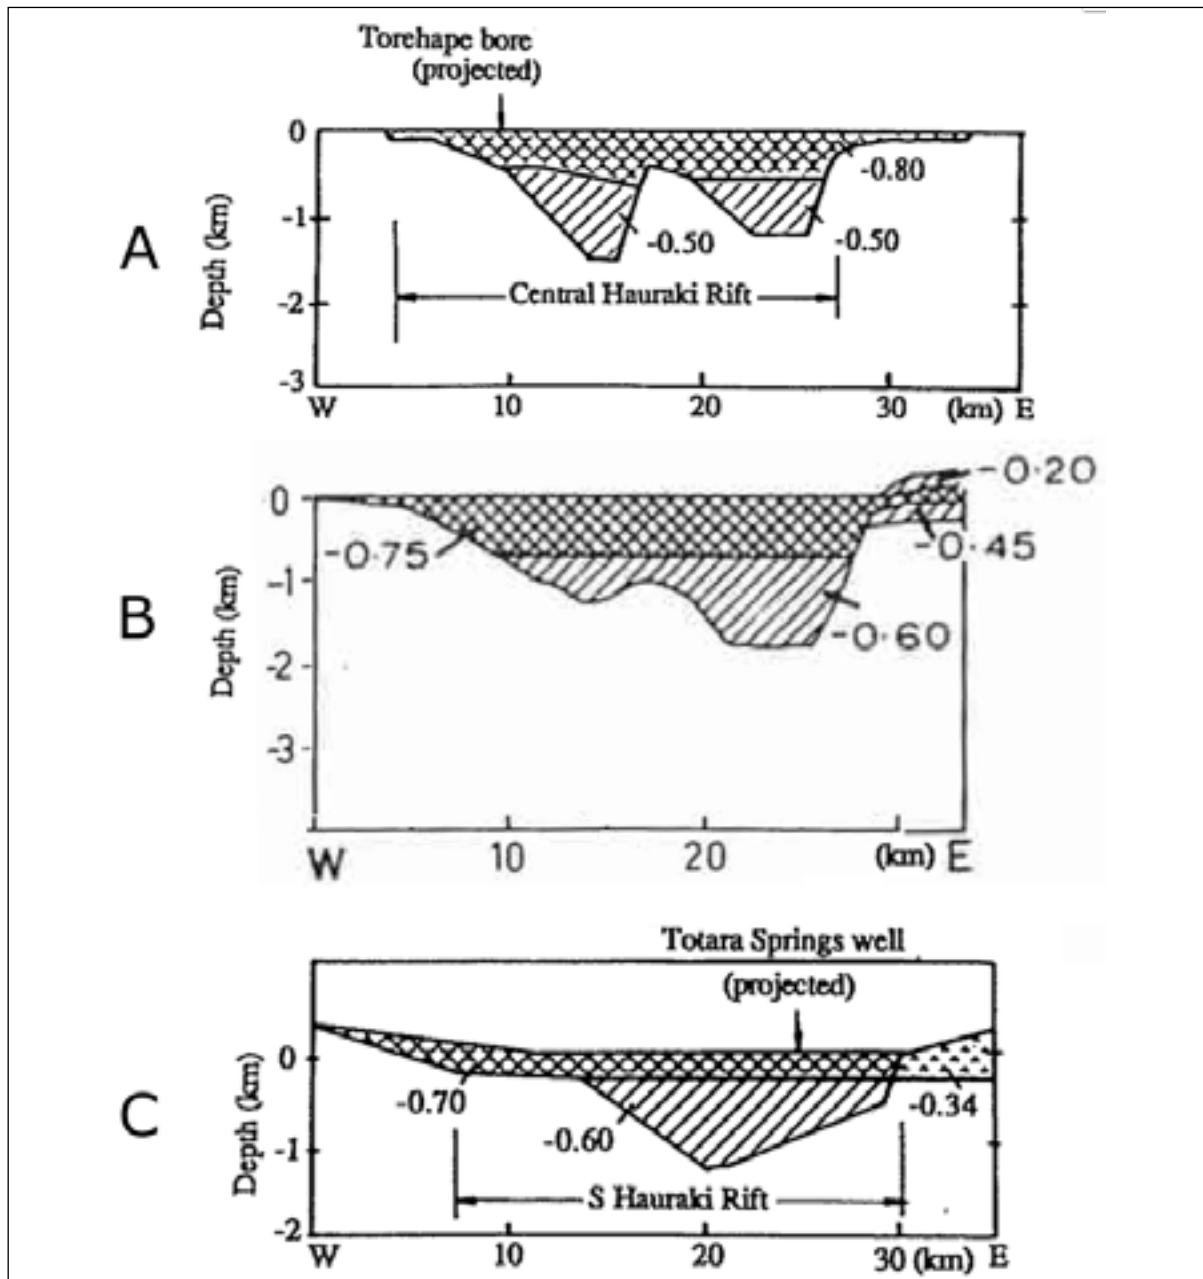 Torehape bore
(projected)
0
-0.80
-1
-0.50
-0.50
A
Depth (km)
Central Hauraki Rift
-2
-3
W
10
20
30
(km) E
-0.20
0
-0.75
-0.45
-1
B
Depth (km)
-0.60
-2
-3
W
10
20
(km) E
Totara Springs well
(projected)
0
-0.70
-0.34
C
Depth (km)
-0.60
-1
S Hauraki Rift
-2
W
10
20
30 (km) E